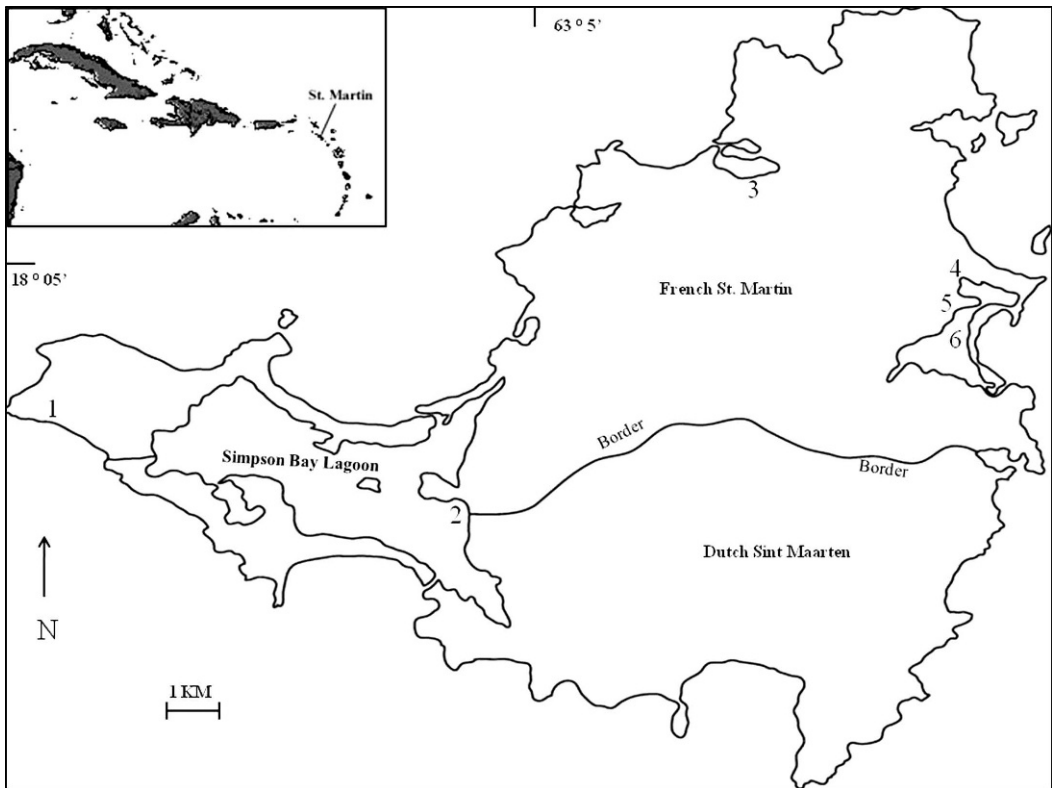 63 º 5'
St. Martin
3
18 º 05'
4
French St. Martin
5
6
1
Border
Simpson Bay Lagoon
Border
2
Dutch Sint Maarten
N
1 KM